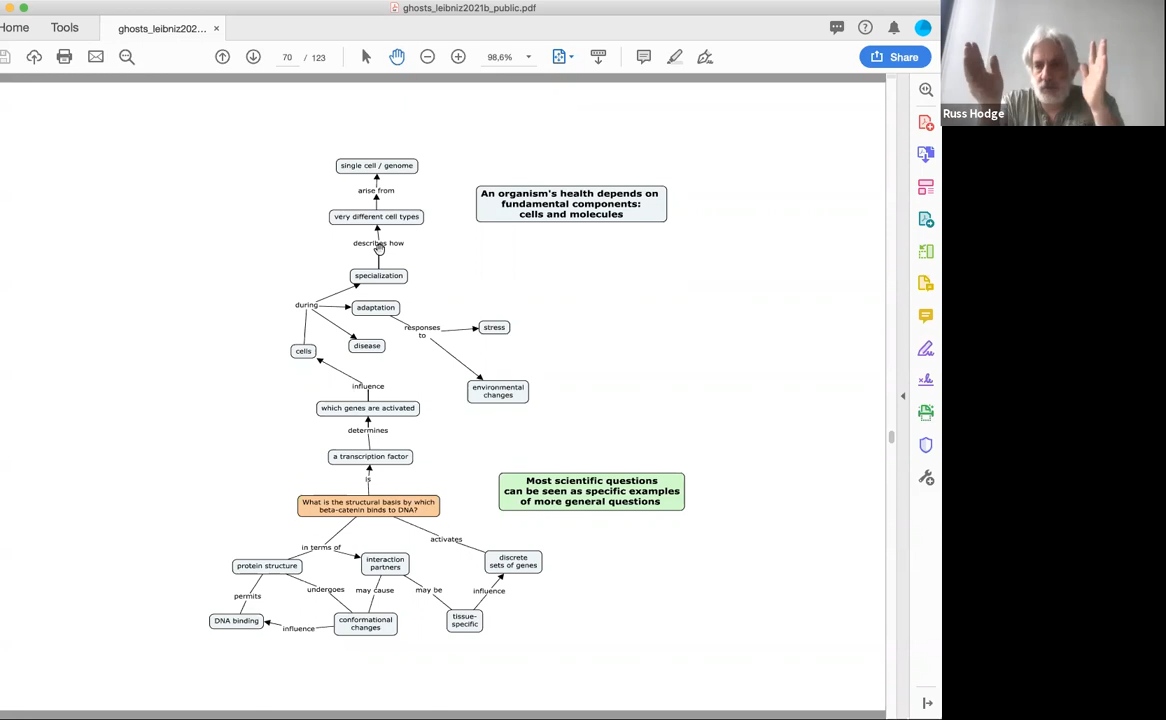 ghosts_leibniz2021b_public.pdf
Home
Tools
ghosts_leibniz202...
×
70 / 123
98,6%
Share
Russ Hodge
single cell / genome
arise from
very different cell types
describes how
specialization
during
adaptation
responses
to
stress
cells
disease
environmental
changes
influence
which genes are activated
determines
a transcription factor
is
What is the structural basis by which
beta-catenin binds to DNA?
An organism's health depends on
fundamental components:
cells and molecules
Most scientific questions
can be seen as specific examples
of more general questions
in terms of
activates
protein structure
interaction
partners
discrete
sets of genes
permits
undergoes
may cause
may be
influence
DNA binding
influence
conformational
changes
tissue-
specific